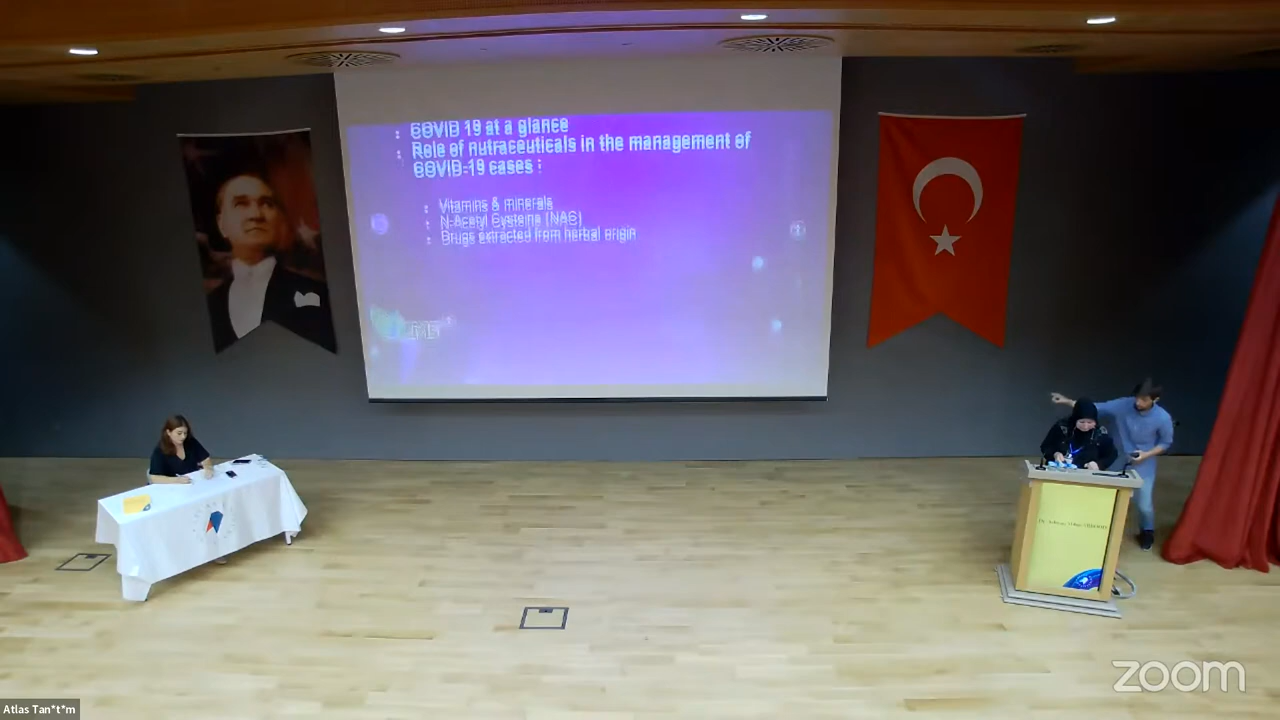 COVID 19 at a glance
Role of nutraceuticals in the management of
COVID-19 cases :
Vitamins & minerals
N-Acetyl Cysteine (NAC)
Drugs extracted from herbal origin
zoom
Atlas Tan*t*m